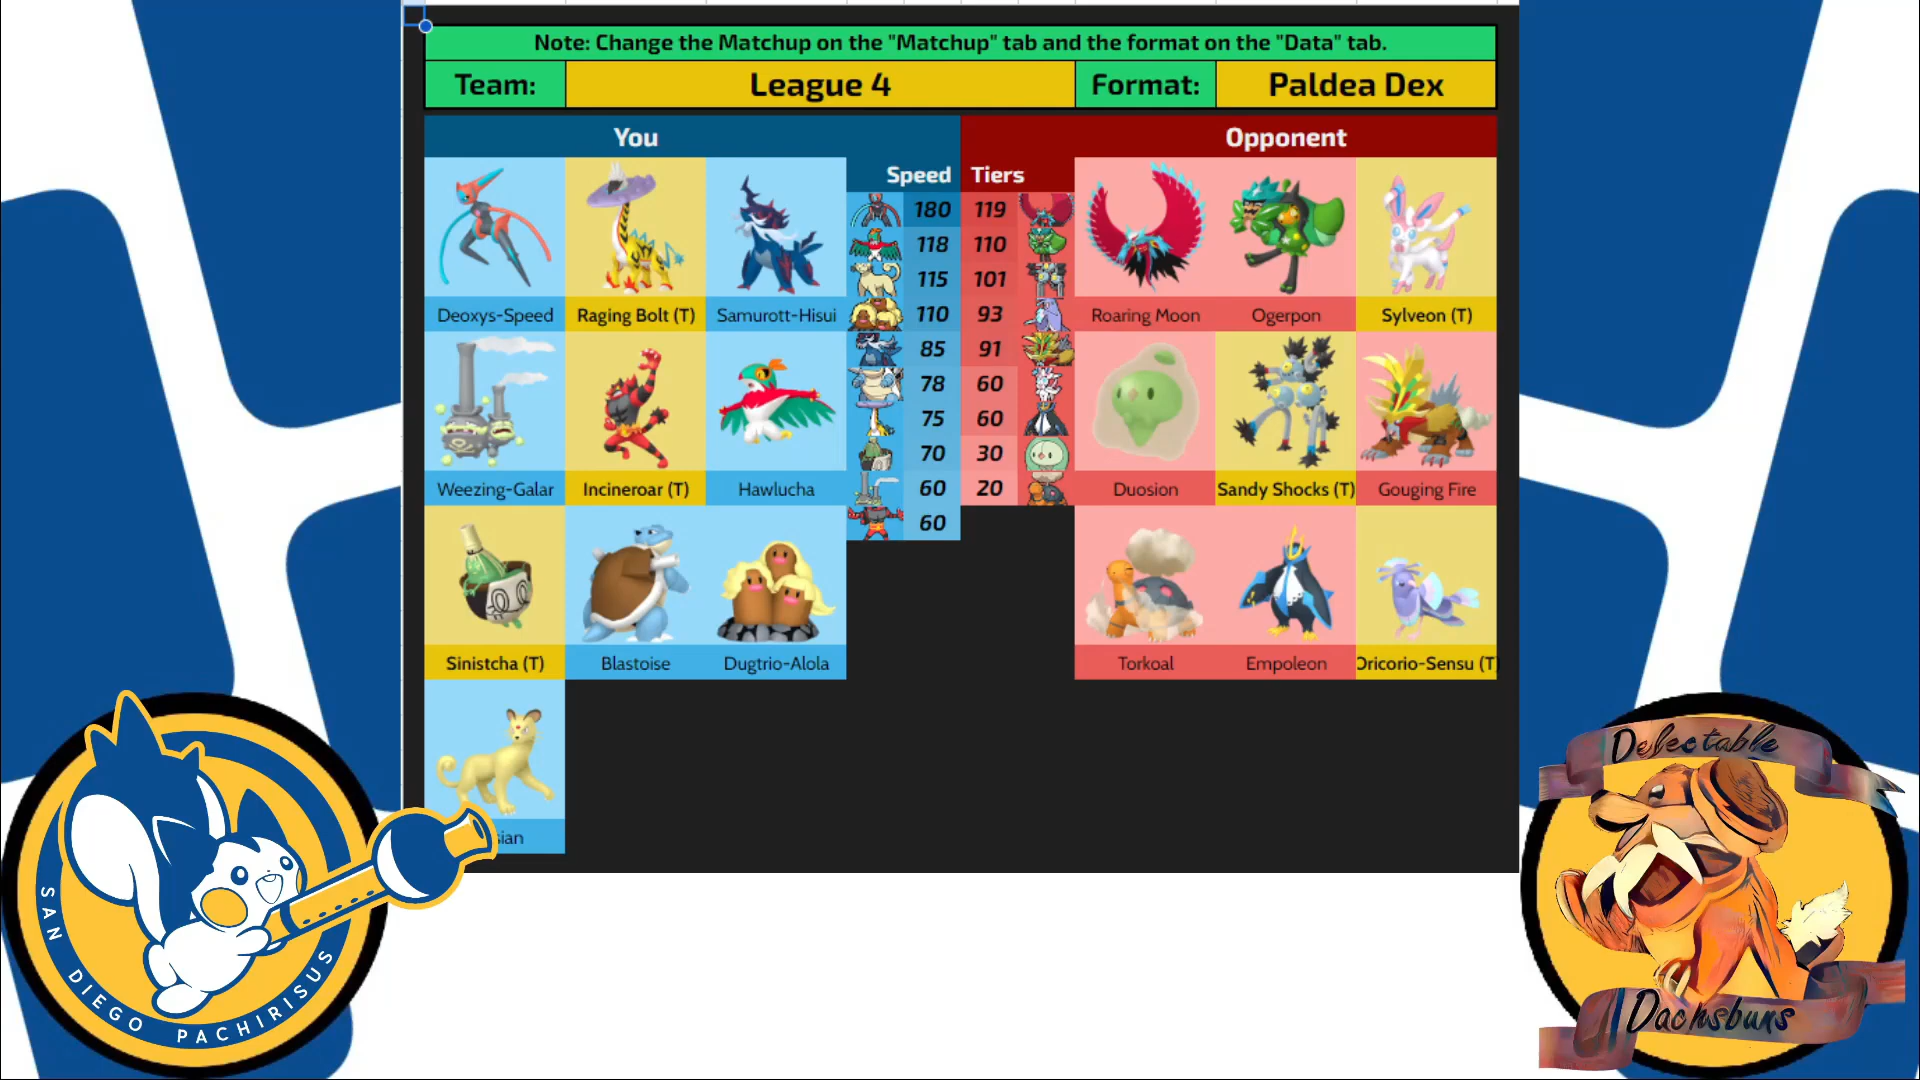 Note: Change the Matchup on the "Matchup" tab and the format on the "Data" tab.
Team: League 4 Format: Paldea Dex
You Opponent
Speed Tiers
180 119
118 110
115 101
110 93
85 91
78 60
75 60
70 30
60 20
60
Deoxys-Speed Raging Bolt (T) Samurott-Hisui Roaring Moon Ogerpon Sylveon (T)
Weezing-Galar Incineroar (T) Hawlucha Duosion Sandy Shocks (T) Gouging Fire
Sinistcha (T) Blastoise Dugtrio-Alola Torkoal Empoleon Oricorio-Sensu (T)
sian
SAN DIEGO PACHIRISUS
Delectable
Dachsbuns